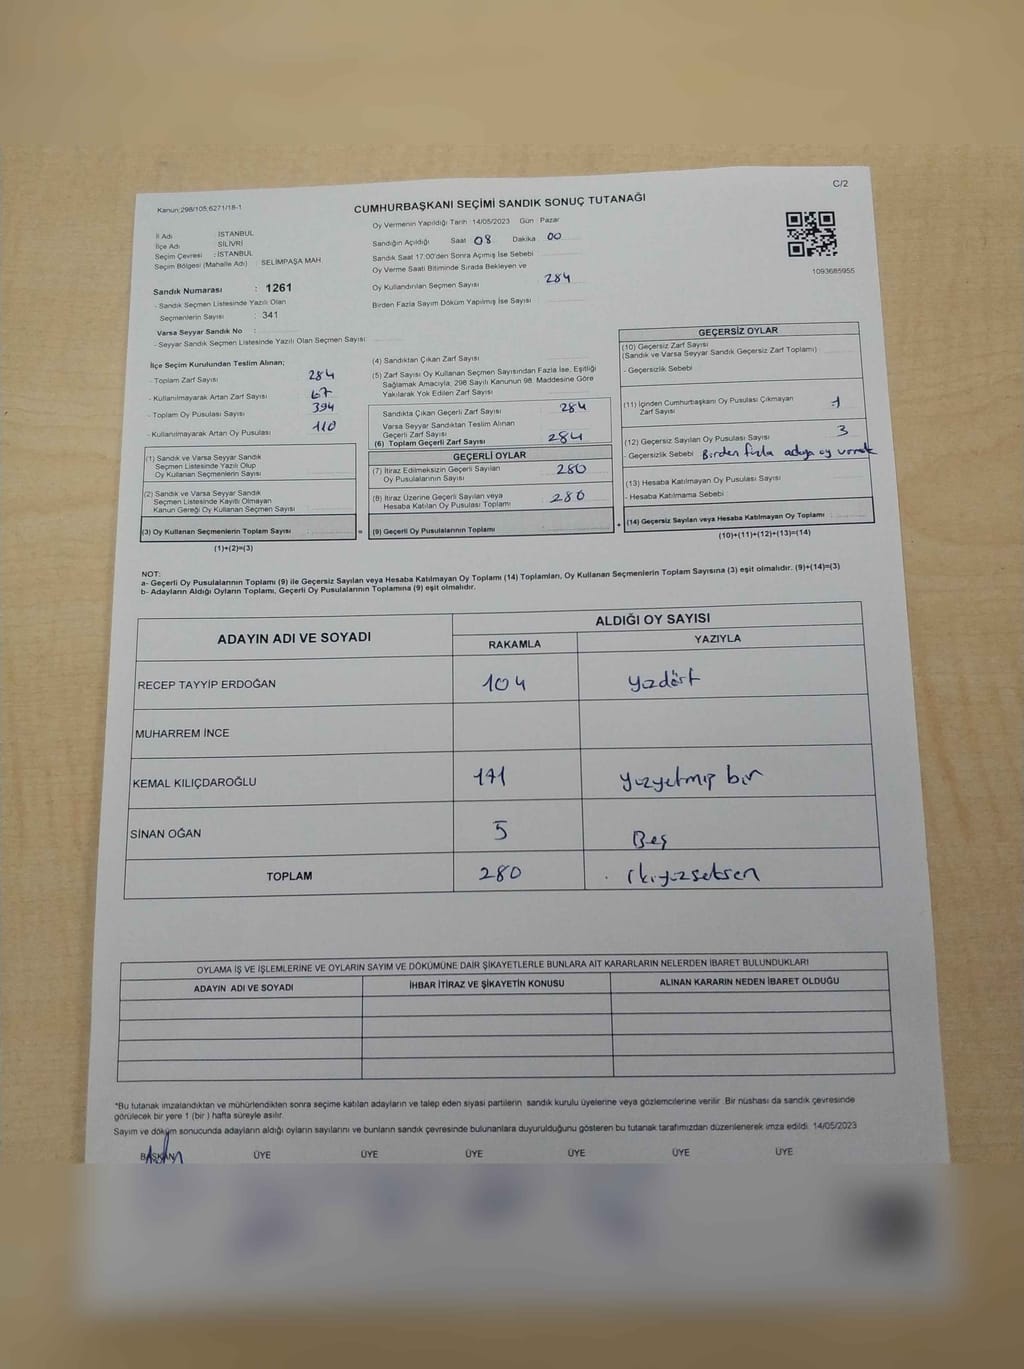 C/2
Kanun:298/105;6271/18-1
CUMHURBAŞKANI SEÇİMİ SANDIK SONUÇ TUTANAĞI
İl Adı : İSTANBUL
İlçe Adı : SİLİVRİ
Seçim Çevresi : İSTANBUL
Seçim Bölgesi (Mahalle Adı) : SELİMPAŞA MAH
Sandık Numarası : 1261
- Sandık Seçmen Listesinde Yazılı Olan
Seçmenlerin Sayısı : 341
Varsa Seyyar Sandık No :
- Seyyar Sandık Seçmen Listesinde Yazılı Olan Seçmen Sayısı :
Oy Vermenin Yapıldığı Tarih 14/05/2023 Gün : Pazar
Sandığın Açıldığı Saat 08 Dakika 00
Sandık Saat 17:00'den Sonra Açımış İse Sebebi
Oy Verme Saati Bitiminde Sırada Bekleyen ve
Oy Kullandırılan Seçmen Sayısı : 284
Birden Fazla Sayım Döküm Yapılmış İse Sayısı :
1093685955
İlçe Seçim Kurulundan Teslim Alınan;
- Toplam Zarf Sayısı : 284
- Kullanılmayarak Artan Zarf Sayısı : 67
- Toplam Oy Pusulası Sayısı : 394
- Kullanılmayarak Artan Oy Pusulası : 110
(1) Sandık ve Varsa Seyyar Sandık
Seçmen Listesinde Yazılı Olup
Oy Kullanan Seçmenlerin Sayısı :
(2) Sandık ve Varsa Seyyar Sandık
Seçmen Listesinde Kayıtlı Olmayan
Kanun Gereği Oy Kullanan Seçmen Sayısı :
(3) Oy Kullanan Seçmenlerin Toplam Sayısı :
(1)+(2)=(3)
(4) Sandıktan Çıkan Zarf Sayısı
(5) Zarf Sayısı Oy Kullanan Seçmen Sayısından Fazla İse, Eşitliği
Sağlamak Amacıyla, 298 Sayılı Kanunun 98. Maddesine Göre
Yakılarak Yok Edilen Zarf Sayısı :
Sandıkta Çıkan Geçerli Zarf Sayısı : 284
Varsa Seyyar Sandıktan Teslim Alınan
Geçerli Zarf Sayısı :
(6) Toplam Geçerli Zarf Sayısı : 284
GEÇERLİ OYLAR
(7) İtiraz Edilmeksizin Geçerli Sayılan
Oy Pusulalarının Sayısı : 280
(8) İtiraz Üzerine Geçerli Sayılan veya
Hesaba Katılan Oy Pusulası Toplamı : 280
= (9) Geçerli Oy Pusulalarının Toplamı :
GEÇERSİZ OYLAR
(10) Geçersiz Zarf Sayısı
(Sandık ve Varsa Seyyar Sandık Geçersiz Zarf Toplamı) :
- Geçersizlik Sebebi
(11) İçinden Cumhurbaşkanı Oy Pusulası Çıkmayan
Zarf Sayısı : 1
(12) Geçersiz Sayılan Oy Pusulası Sayısı : 3
- Geçersizlik Sebebi Birden fazla adaya oy vermek
(13) Hesaba Katılmayan Oy Pusulası Sayısı :
- Hesaba Katılmama Sebebi
+ (14) Geçersiz Sayılan veya Hesaba Katılmayan Oy Toplamı :
(10)+(11)+(12)+(13)=(14)
NOT:
a- Geçerli Oy Pusulalarının Toplamı (9) ile Geçersiz Sayılan veya Hesaba Katılmayan Oy Toplamı (14) Toplamları, Oy Kullanan Seçmenlerin Toplam Sayısına (3) eşit olmalıdır. (9)+(14)=(3)
b- Adayların Aldığı Oyların Toplamı, Geçerli Oy Pusulalarının Toplamına (9) eşit olmalıdır.
ADAYIN ADI VE SOYADI
ALDIĞI OY SAYISI
RAKAMLA YAZIYLA
RECEP TAYYİP ERDOĞAN 104 yüzdört
MUHARREM İNCE
KEMAL KILIÇDAROĞLU 171 yüzyetmiş bir
SİNAN OĞAN 5 Beş
TOPLAM 280 ikiyüzseksen
OYLAMA İŞ VE İŞLEMLERİNE VE OYLARIN SAYIM VE DÖKÜMÜNE DAİR ŞİKAYETLERLE BUNLARA AİT KARARLARIN NELERDEN İBARET BULUNDUKLARI
ADAYIN ADI VE SOYADI İHBAR İTİRAZ VE ŞİKAYETİN KONUSU ALINAN KARARIN NEDEN İBARET OLDUĞU
*Bu tutanak imzalandıktan ve mühürlendikten sonra seçime katılan adayların ve talep eden siyasi partilerin sandık kurulu üyelerine veya gözlemcilerine verilir. Bir nüshası da sandık çevresinde
görülecek bir yere 1 (bir ) hafta süreyle asılır.
Sayım ve döküm sonucunda adayların aldığı oyların sayılarını ve bunların sandık çevresinde bulunanlara duyurulduğunu gösteren bu tutanak tarafımızdan düzenlenerek imza edildi. 14/05/2023
BAŞKAN ÜYE ÜYE ÜYE ÜYE ÜYE ÜYE